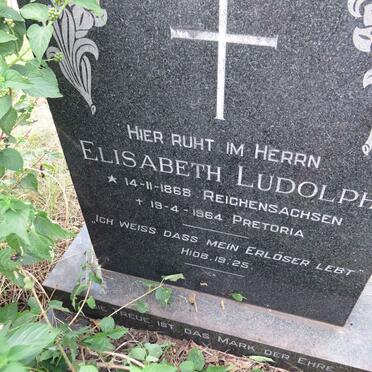 HIER RUHT IM HERRN
ELISABETH LUDOLPH
★ 14-11-1868 REICHENSACHSEN
+ 19-4-1964 PRETORIA
„ICH WEISS DASS MEIN ERLÖSER LEBT"
HIOB.19.25.
TREUE IST DAS MARK DER EHRE